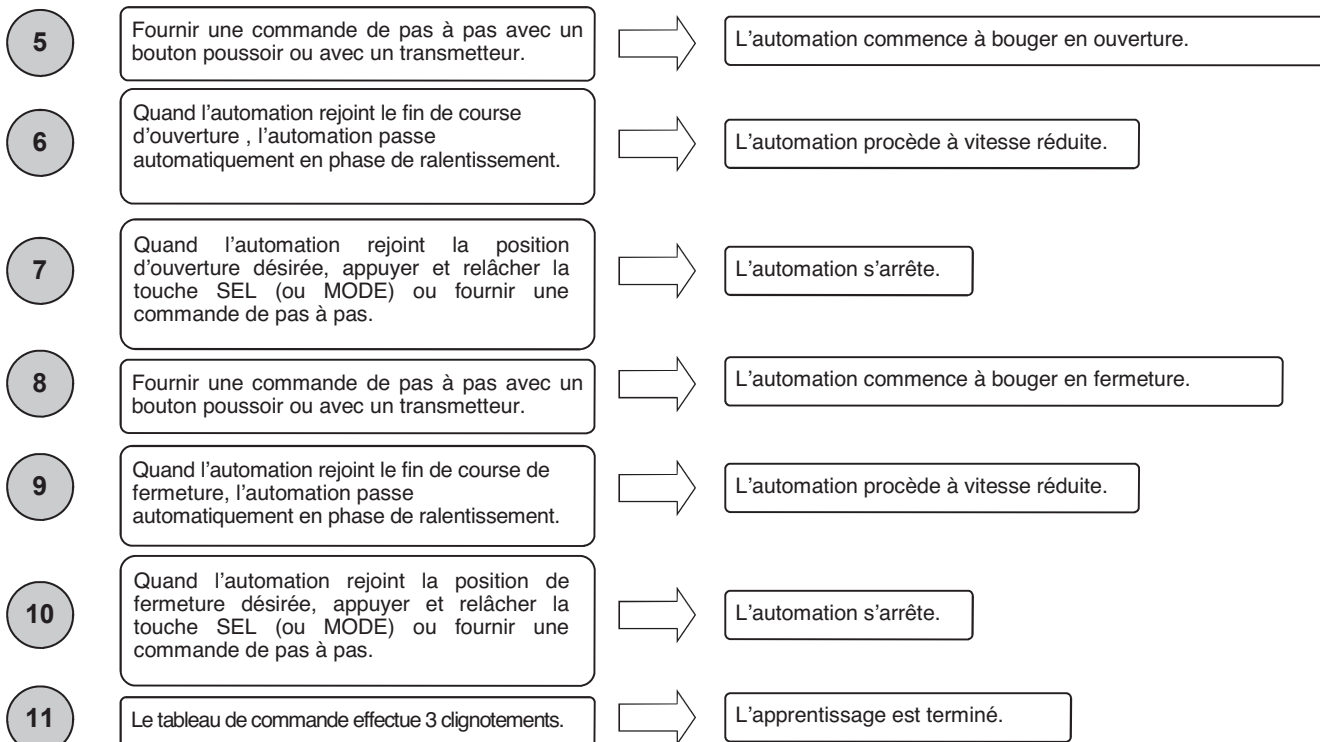 5
Fournir une commande de pas à pas avec un
bouton poussoir ou avec un transmetteur.
L'automation commence à bouger en ouverture.
6
Quand l'automation rejoint le fin de course
d'ouverture , l'automation passe
automatiquement en phase de ralentissement.
L'automation procède à vitesse réduite.
7
Quand l'automation rejoint la position
d'ouverture désirée, appuyer et relâcher la
touche SEL (ou MODE) ou fournir une
commande de pas à pas.
L'automation s'arrête.
8
Fournir une commande de pas à pas avec un
bouton poussoir ou avec un transmetteur.
L'automation commence à bouger en fermeture.
9
Quand l'automation rejoint le fin de course de
fermeture, l'automation passe
automatiquement en phase de ralentissement.
L'automation procède à vitesse réduite.
10
Quand l'automation rejoint la position de
fermeture désirée, appuyer et relâcher la
touche SEL (ou MODE) ou fournir une
commande de pas à pas.
L'automation s'arrête.
11
Le tableau de commande effectue 3 clignotements.
L'apprentissage est terminé.